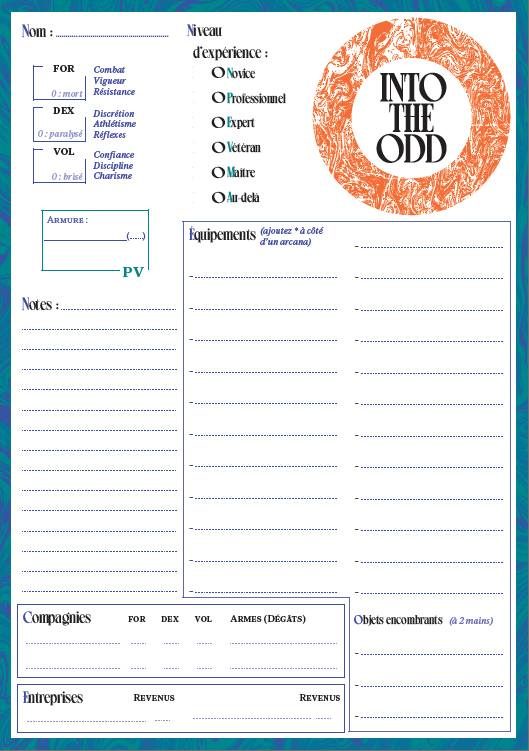 Nom :
FOR
0 : mort
Combat
Vigueur
Résistance
DEX
0 : paralysé
Discrétion
Athlétisme
Réflexes
VOL
0 : brisé
Confiance
Discipline
Charisme
Niveau
d'expérience :
Novice
Professionnel
Expert
Vétéran
Maître
Au-delà
INTO
THE
ODD
Armure :
(.....)
PV
Notes :
Équipements (ajoutez * à côté
d'un arcana)
Compagnies FOR DEX VOL Armes (Dégâts)
Entreprises Revenus Revenus
Objets encombrants (à 2 mains)